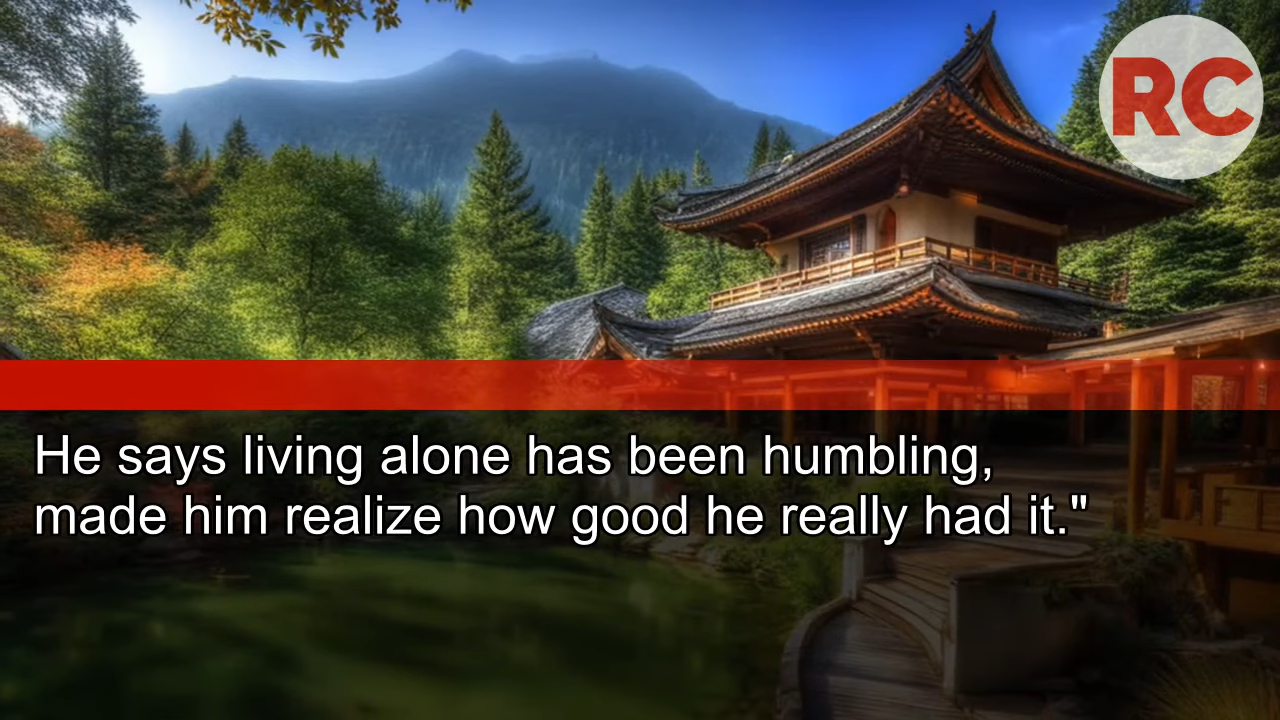 RC
He says living alone has been humbling,
made him realize how good he really had it."